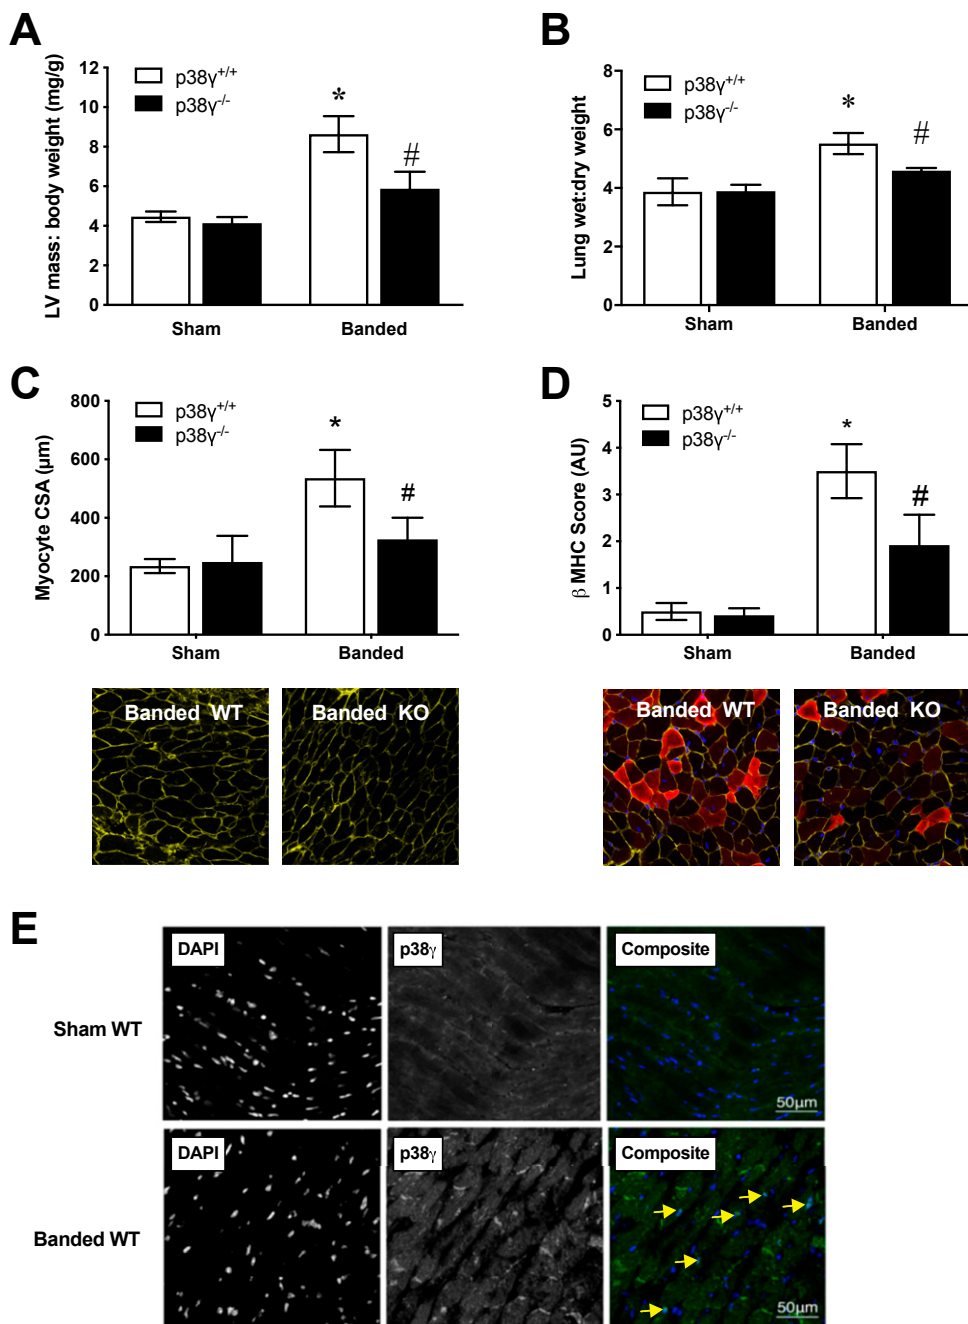 A
LV mass: body weight (mg/g)
12
10
8
6
4
2
0
p38γ+/+
p38γ-/-
*
#
Sham
Banded
B
Lung wet:dry weight
8
6
4
2
0
p38γ+/+
p38γ-/-
*
#
Sham
Banded
C
Myocyte CSA (µm)
800
600
400
200
0
p38γ+/+
p38γ-/-
*
#
Sham
Banded
Banded WT
Banded KO
D
β MHC Score (AU)
5
4
3
2
1
0
p38γ+/+
p38γ-/-
*
#
Sham
Banded
Banded WT
Banded KO
E
DAPI
p38γ
Composite
Sham WT
50µm
DAPI
p38γ
Composite
Banded WT
50µm